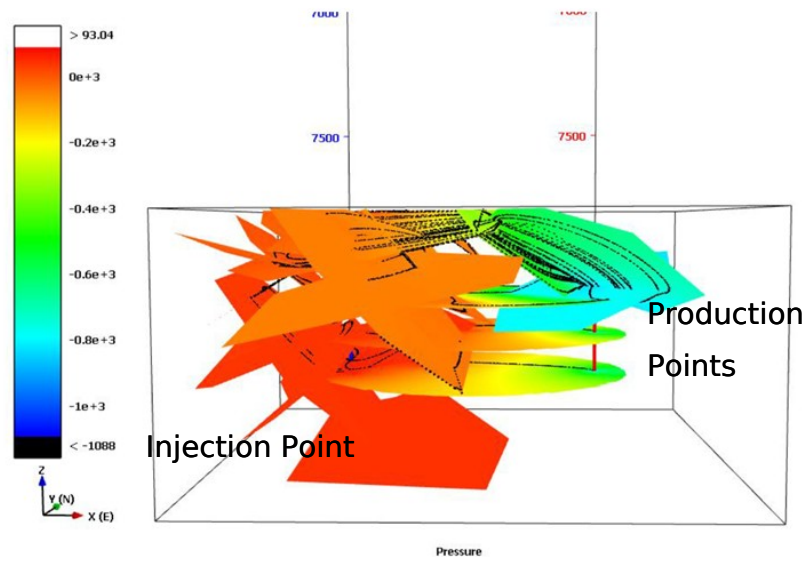 7000
> 93.04
0e+3
7500
7500
-0.2e+3
-0.4e+3
-0.6e+3
Production
-0.8e+3
Points
-1e+3
< -1088
Injection Point
Z
Y (N)
X (E)
Pressure